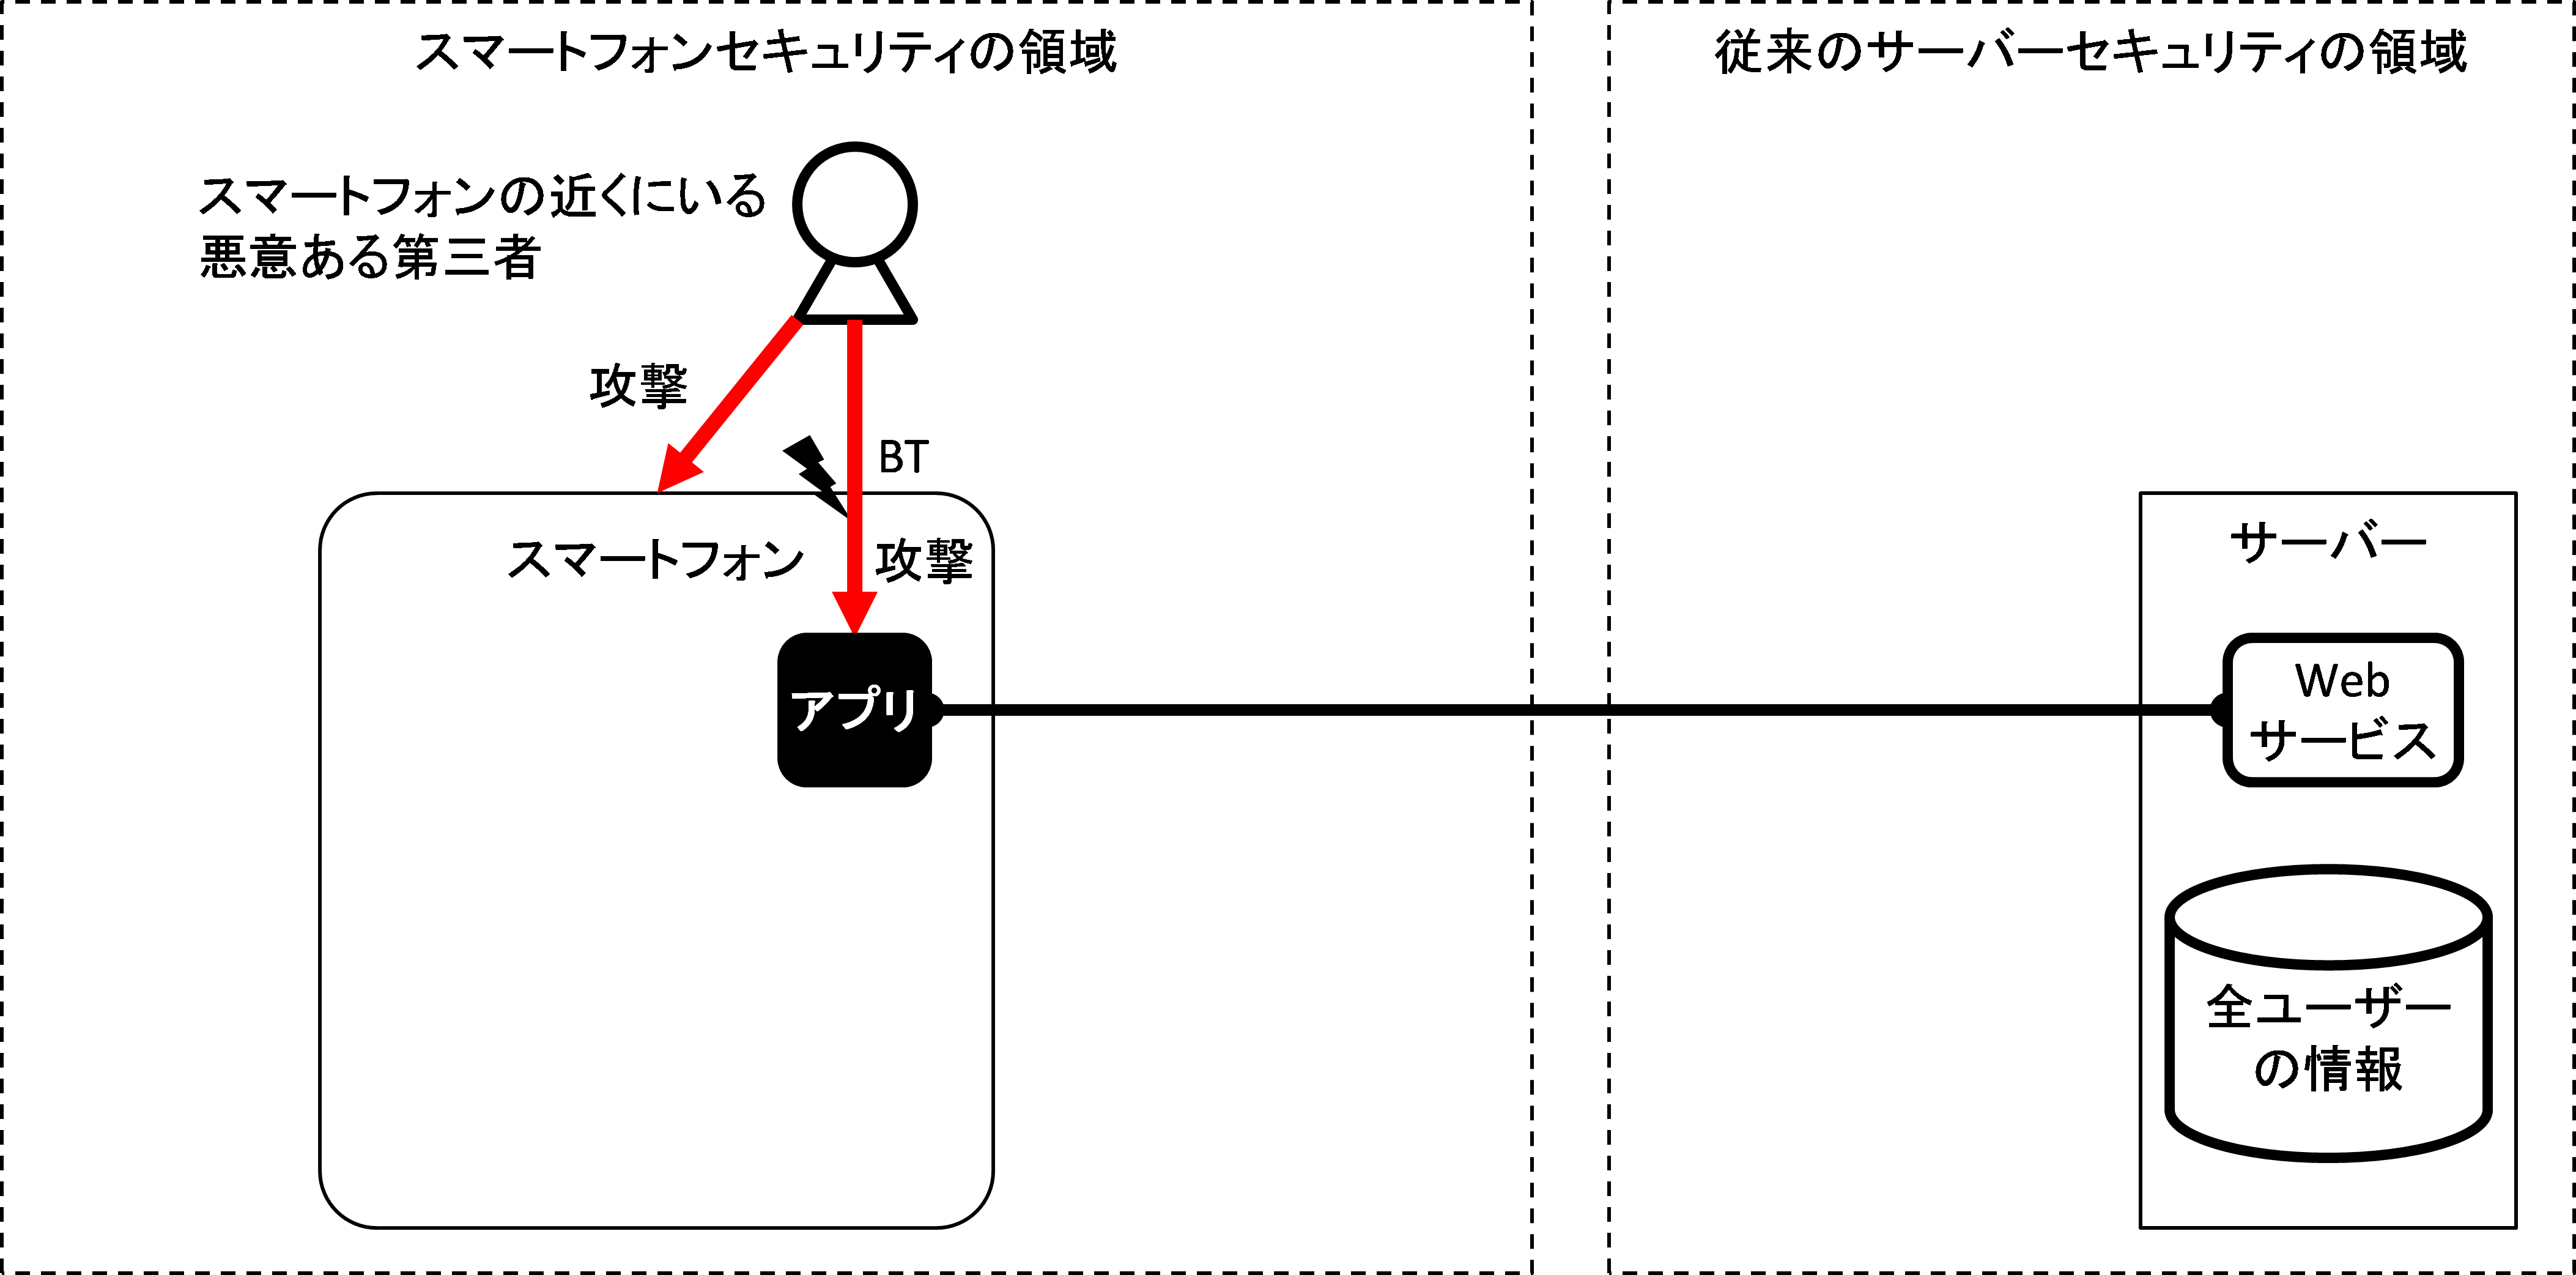 スマートフォンセキュリティの領域
従来のサーバーセキュリティの領域
スマートフォンの近くにいる
悪意ある第三者
攻撃
BT
スマートフォン
攻撃
アプリ
サーバー
Web
サービス
全ユーザー
の情報